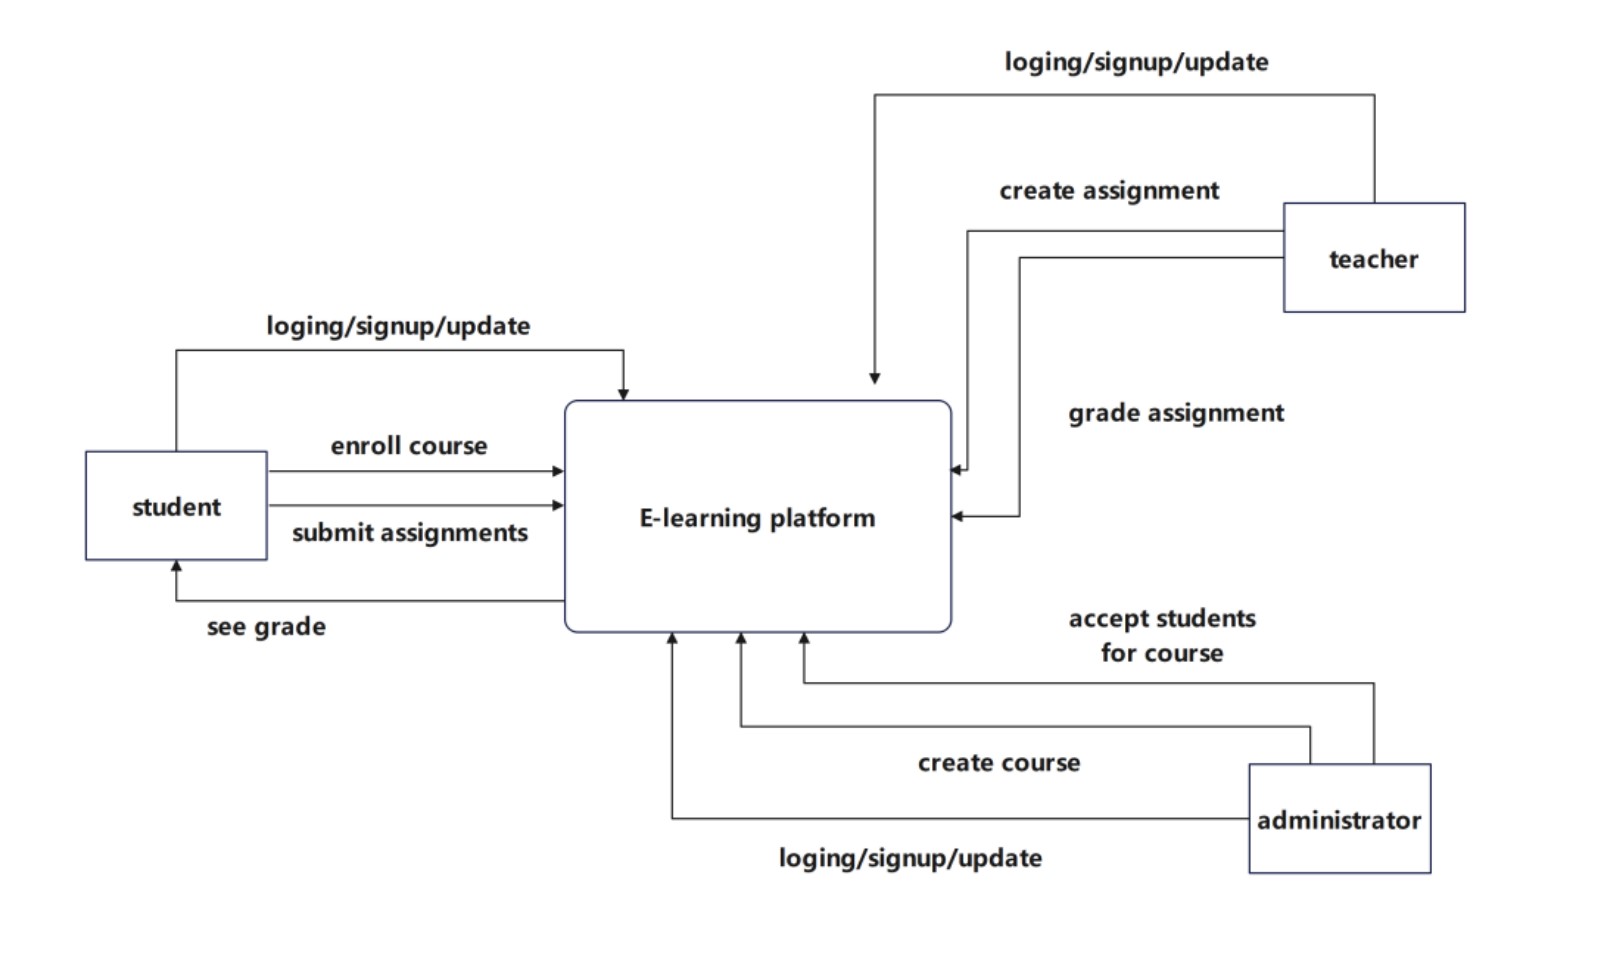 loging/signup/update
create assignment
teacher
loging/signup/update
grade assignment
enroll course
student
E-learning platform
submit assignments
see grade
accept students
for course
create course
administrator
loging/signup/update